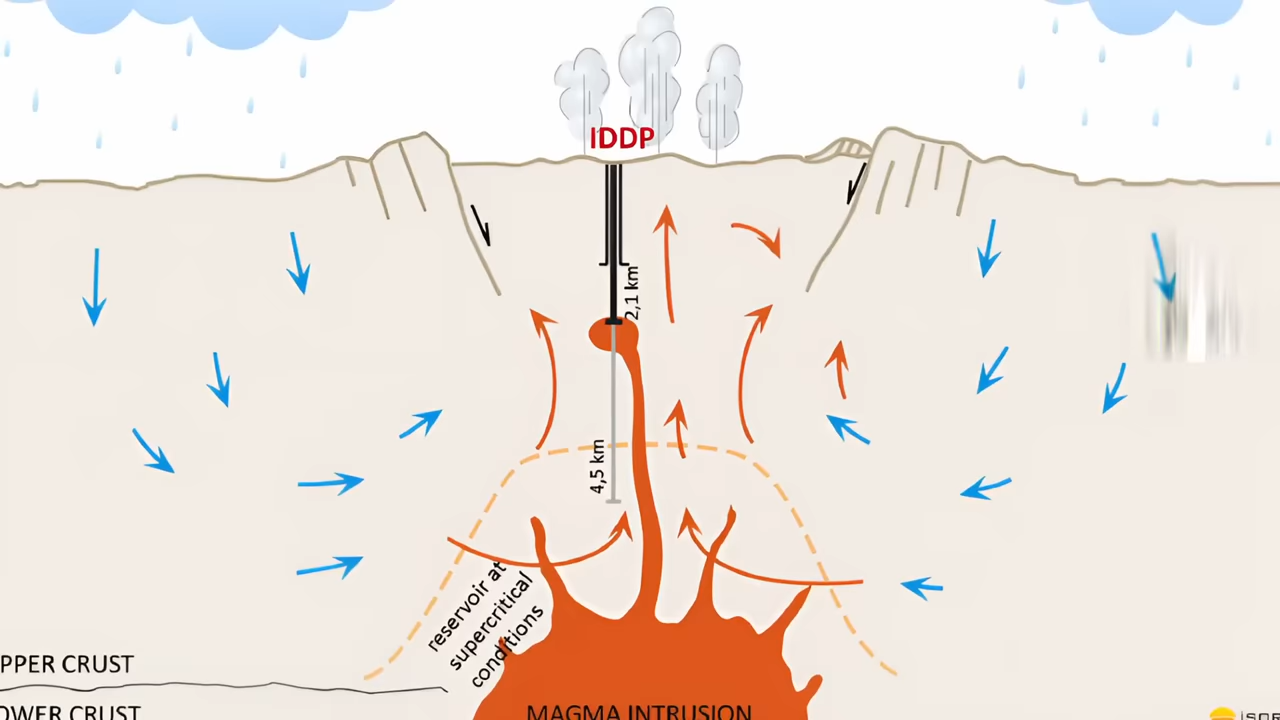 IDDP
2,1 km
4,5 km
reservoir at
supercritical
conditions
PPER CRUST
OWER CRUST
MAGMA INTRUSION